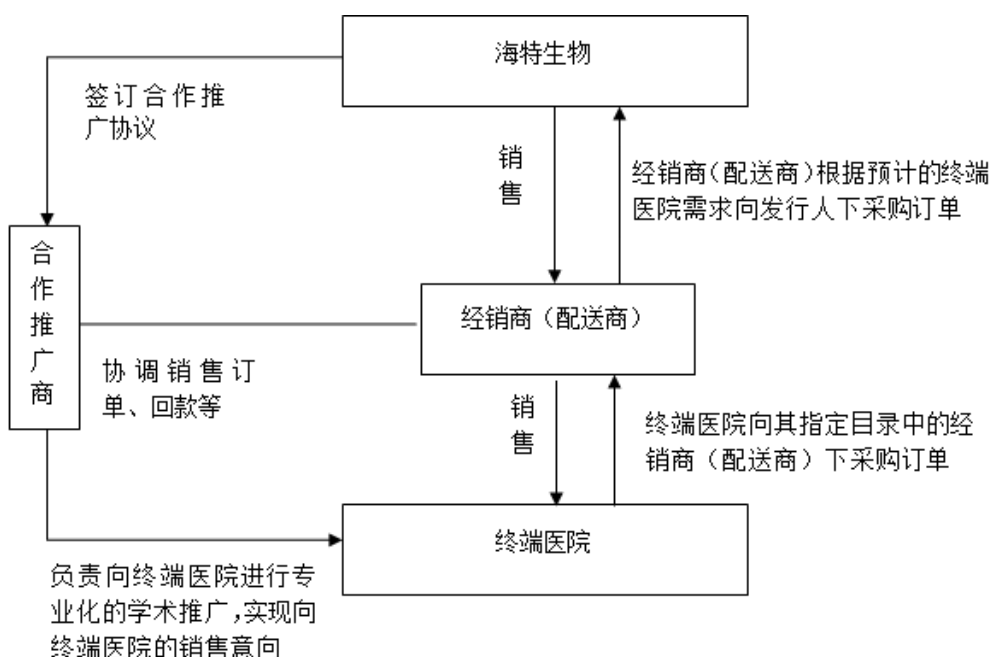 海特生物
签订合作推
广协议
销
售
经销商(配送商)根据预计的终端
医院需求向发行人下采购订单
合
作
推
广
商
经销商（配送商）
协调销售订
单、回款等
销
售
终端医院向其指定目录中的经
销商（配送商）下采购订单
终端医院
负责向终端医院进行专
业化的学术推广,实现向
终端医院的销售意向